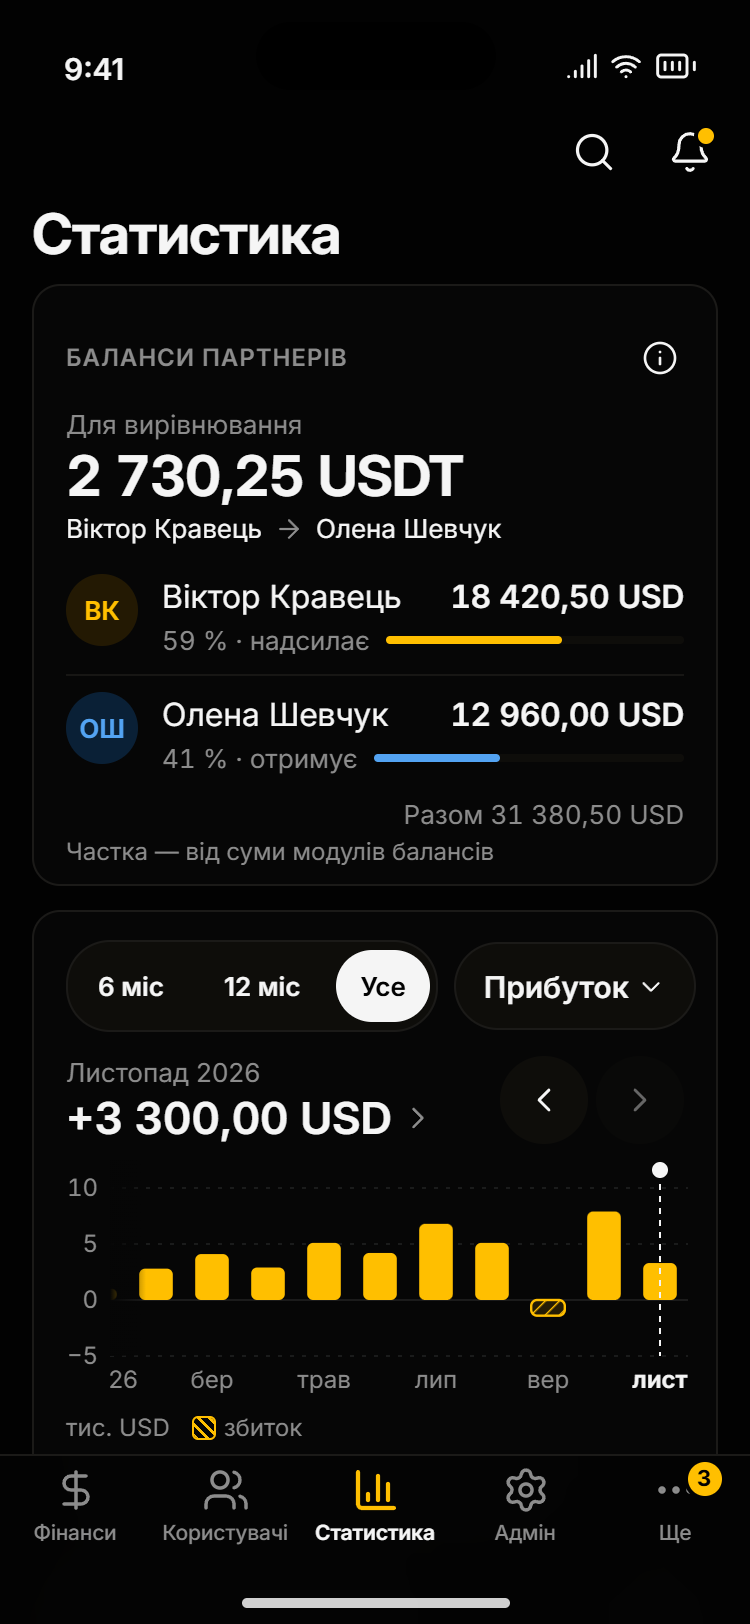 9:41
Статистика
БАЛАНСИ ПАРТНЕРІВ
Для вирівнювання
2 730,25 USDT
Віктор Кравець → Олена Шевчук
ВК
Віктор Кравець 18 420,50 USD
59 % · надсилає
ОШ
Олена Шевчук 12 960,00 USD
41 % · отримує
Разом 31 380,50 USD
Частка — від суми модулів балансів
6 міс 12 міс Усе Прибуток
Листопад 2026
+3 300,00 USD
10
5
0
−5
26 бер трав лип вер лист
тис. USD збиток
3
Фінанси Користувачі Статистика Адмін Ще